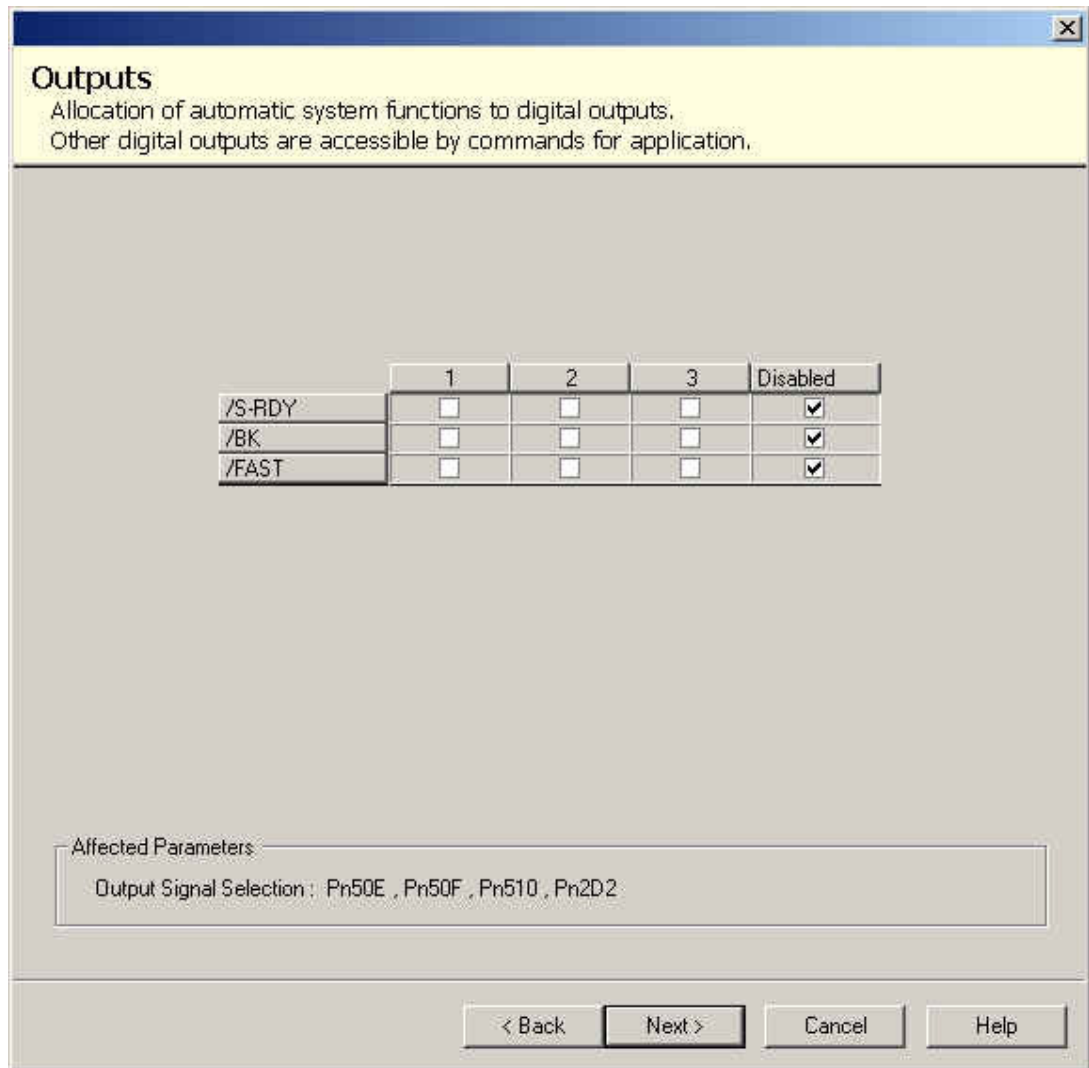 Outputs
Allocation of automatic system functions to digital outputs.
Other digital outputs are accessible by commands for application.
1 2 3 Disabled
/S-RDY
/BK
/FAST
Affected Parameters
Output Signal Selection : Pn50E , Pn50F , Pn510 , Pn2D2
< Back Next > Cancel Help